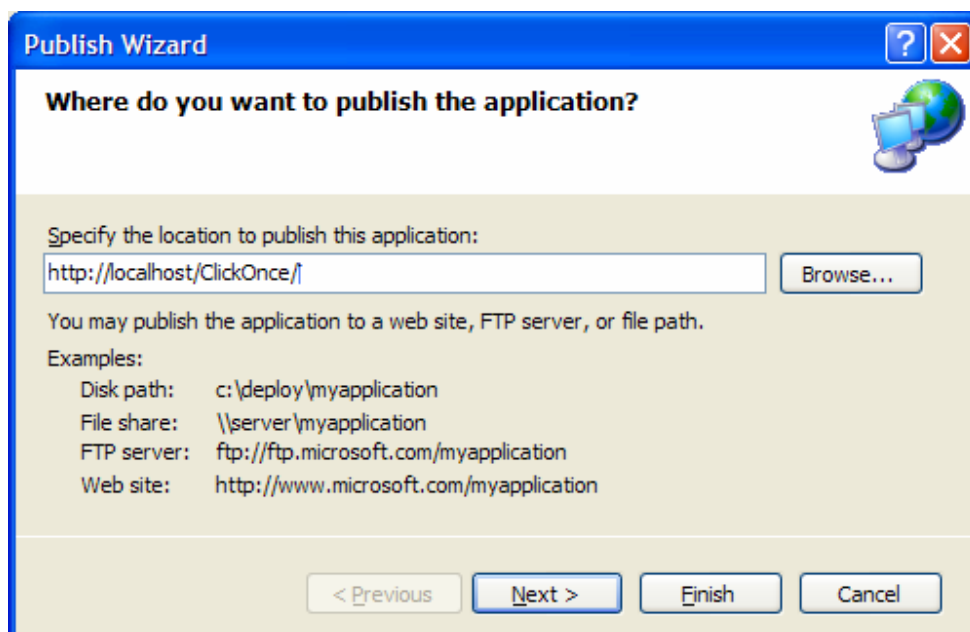 Publish Wizard
?
Where do you want to publish the application?
Specify the location to publish this application:
http://localhost/ClickOnce/
Browse...
You may publish the application to a web site, FTP server, or file path.
Examples:
Disk path: c:\deploy\myapplication
File share: \\server\myapplication
FTP server: ftp://ftp.microsoft.com/myapplication
Web site: http://www.microsoft.com/myapplication
< Previous Next > Finish Cancel